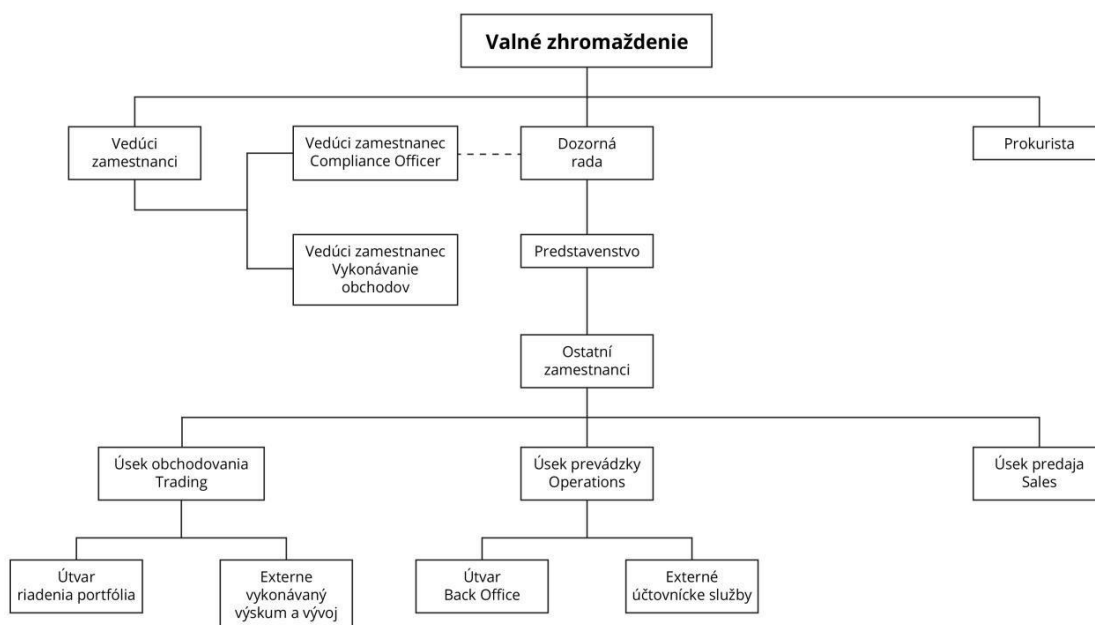 Valné zhromaždenie
Vedúci
zamestnanci
Vedúci zamestnanec
Compliance Officer
Dozorná
rada
Prokurista
Vedúci zamestnanec
Vykonávanie
obchodov
Predstavenstvo
Ostatní
zamestnanci
Úsek obchodovania
Trading
Úsek prevádzky
Operations
Úsek predaja
Sales
Útvar
riadenia portfólia
Externe
vykonávaný
výskum a vývoj
Útvar
Back Office
Externé
účtovnícke služby